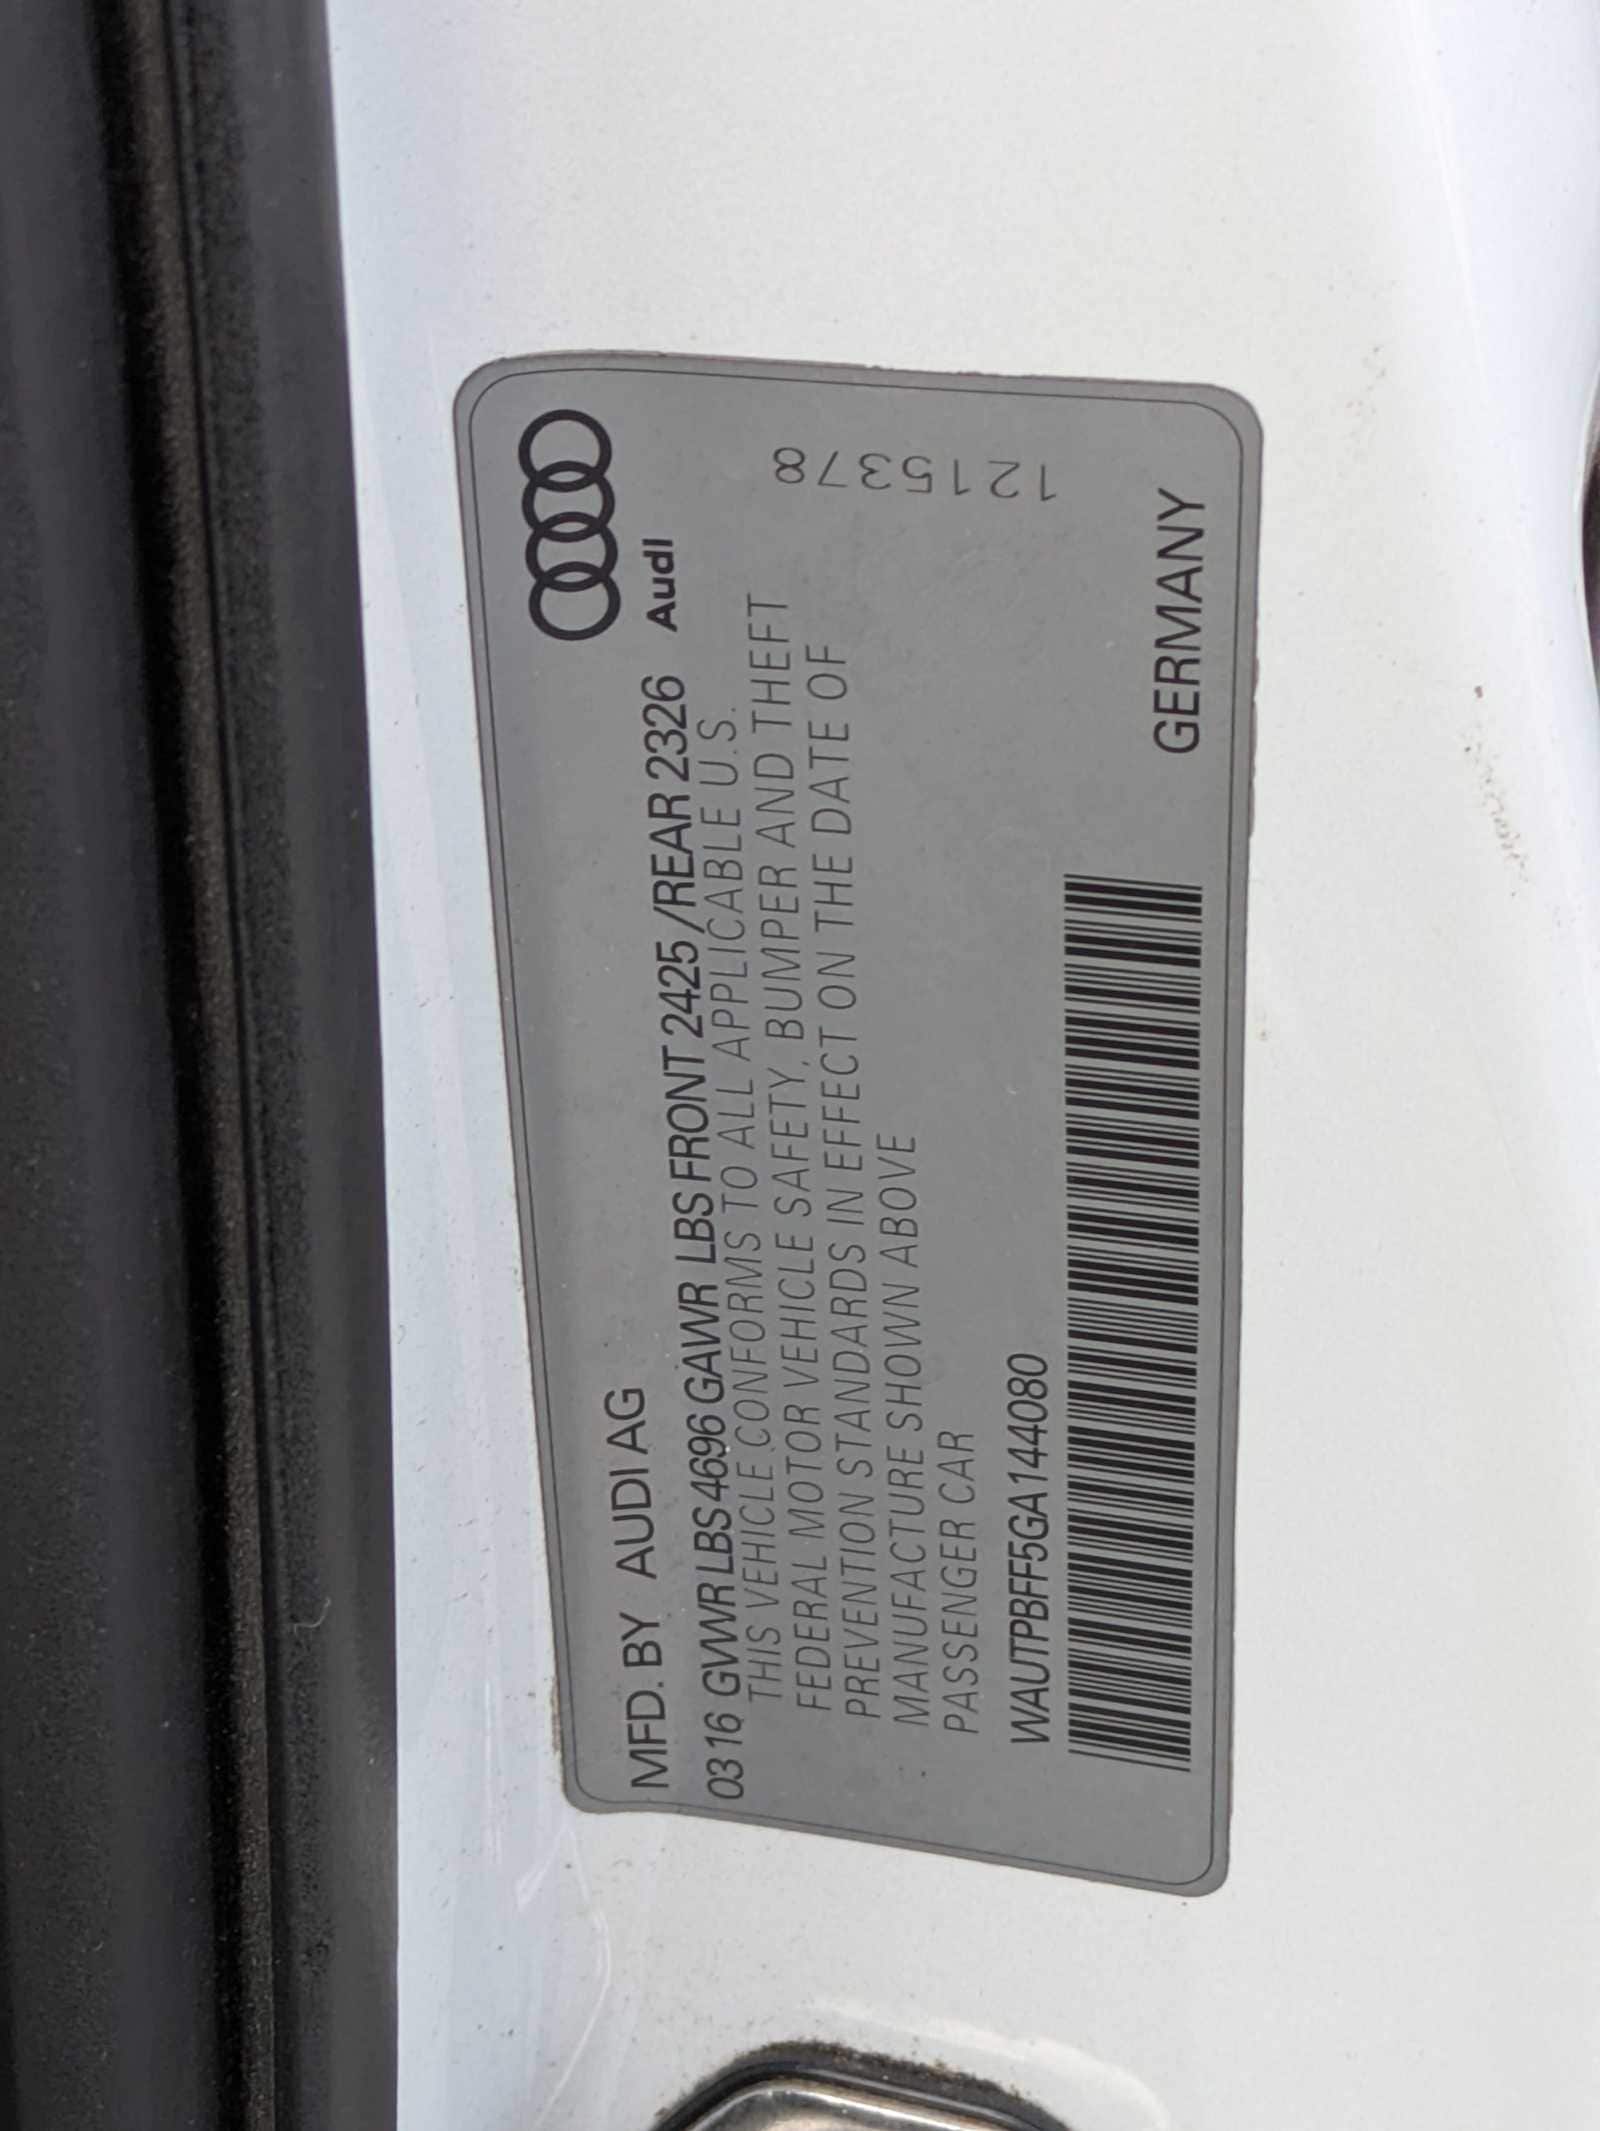 MFD. BY AUDI AG
Audi
03 16 GVWR LBS 4696 GAWR LBS FRONT 2425 /REAR 2326
THIS VEHICLE CONFORMS TO ALL APPLICABLE U.S.
FEDERAL MOTOR VEHICLE SAFETY, BUMPER AND THEFT
PREVENTION STANDARDS IN EFFECT ON THE DATE OF
MANUFACTURE SHOWN ABOVE
PASSENGER CAR
1215378
WAUTPBFF5GA144080
GERMANY